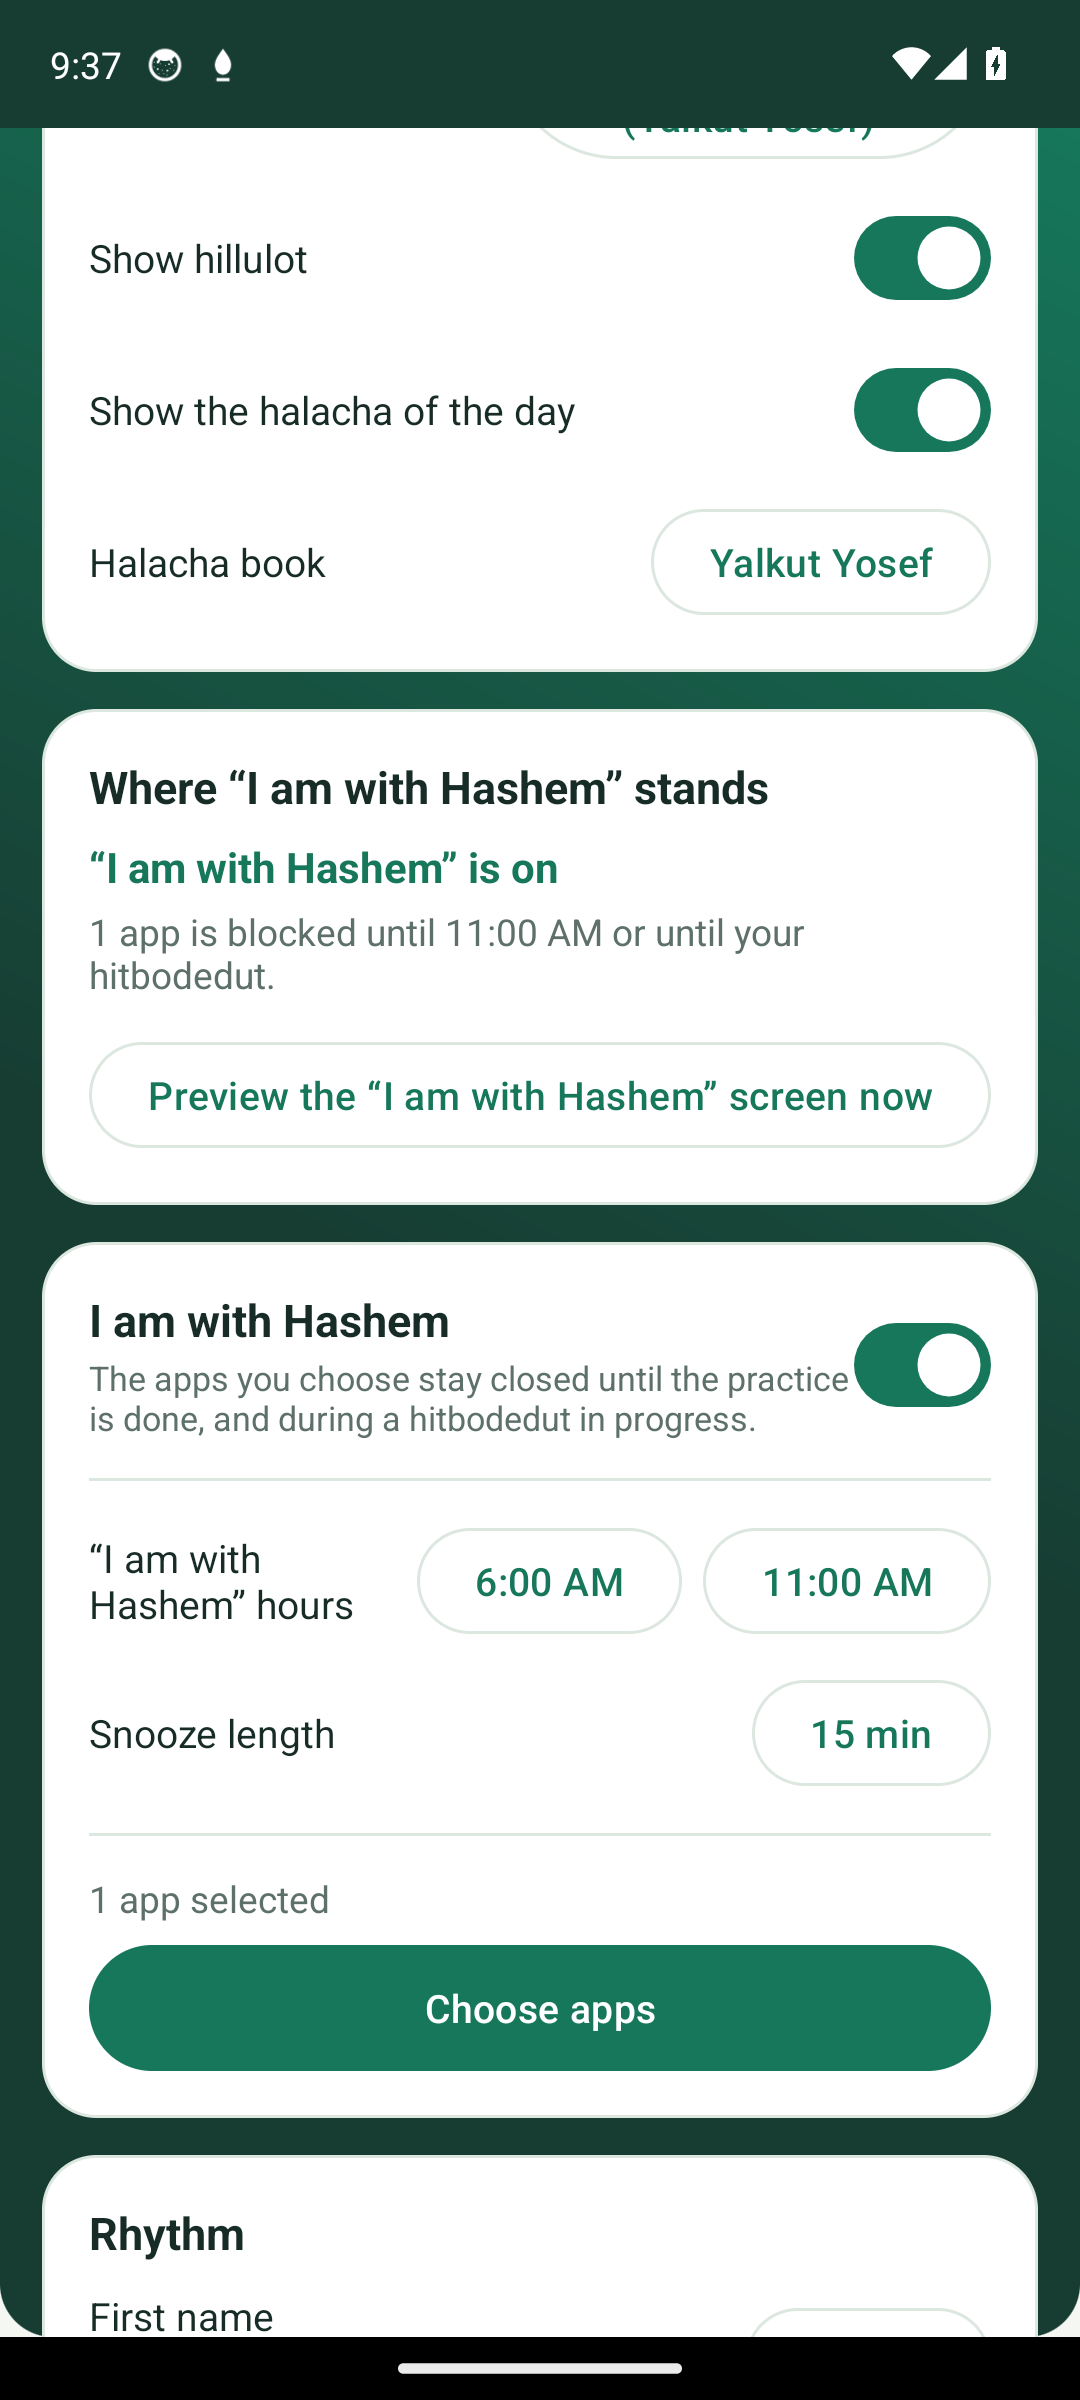 9:37
(Yalkut Yosef)
Show hillulot
Show the halacha of the day
Halacha book
Yalkut Yosef
Where “I am with Hashem” stands
“I am with Hashem” is on
1 app is blocked until 11:00 AM or until your
hitbodedut.
Preview the “I am with Hashem” screen now
I am with Hashem
The apps you choose stay closed until the practice
is done, and during a hitbodedut in progress.
“I am with
Hashem” hours
6:00 AM
11:00 AM
Snooze length
15 min
1 app selected
Choose apps
Rhythm
First name